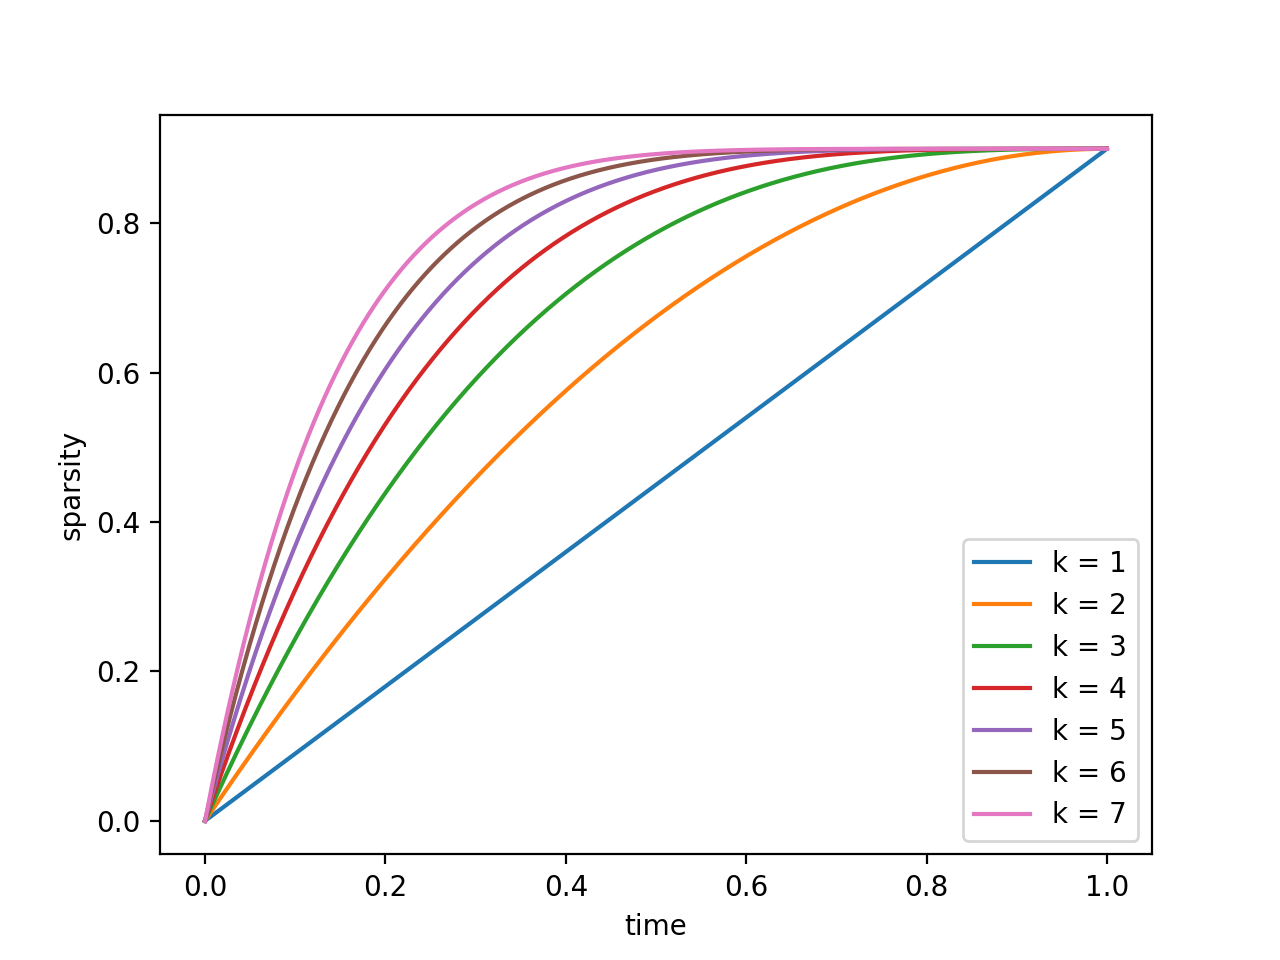 sparsity
0.8
0.6
0.4
0.2
0.0
k = 1
k = 2
k = 3
k = 4
k = 5
k = 6
k = 7
0.0 0.2 0.4 0.6 0.8 1.0
time